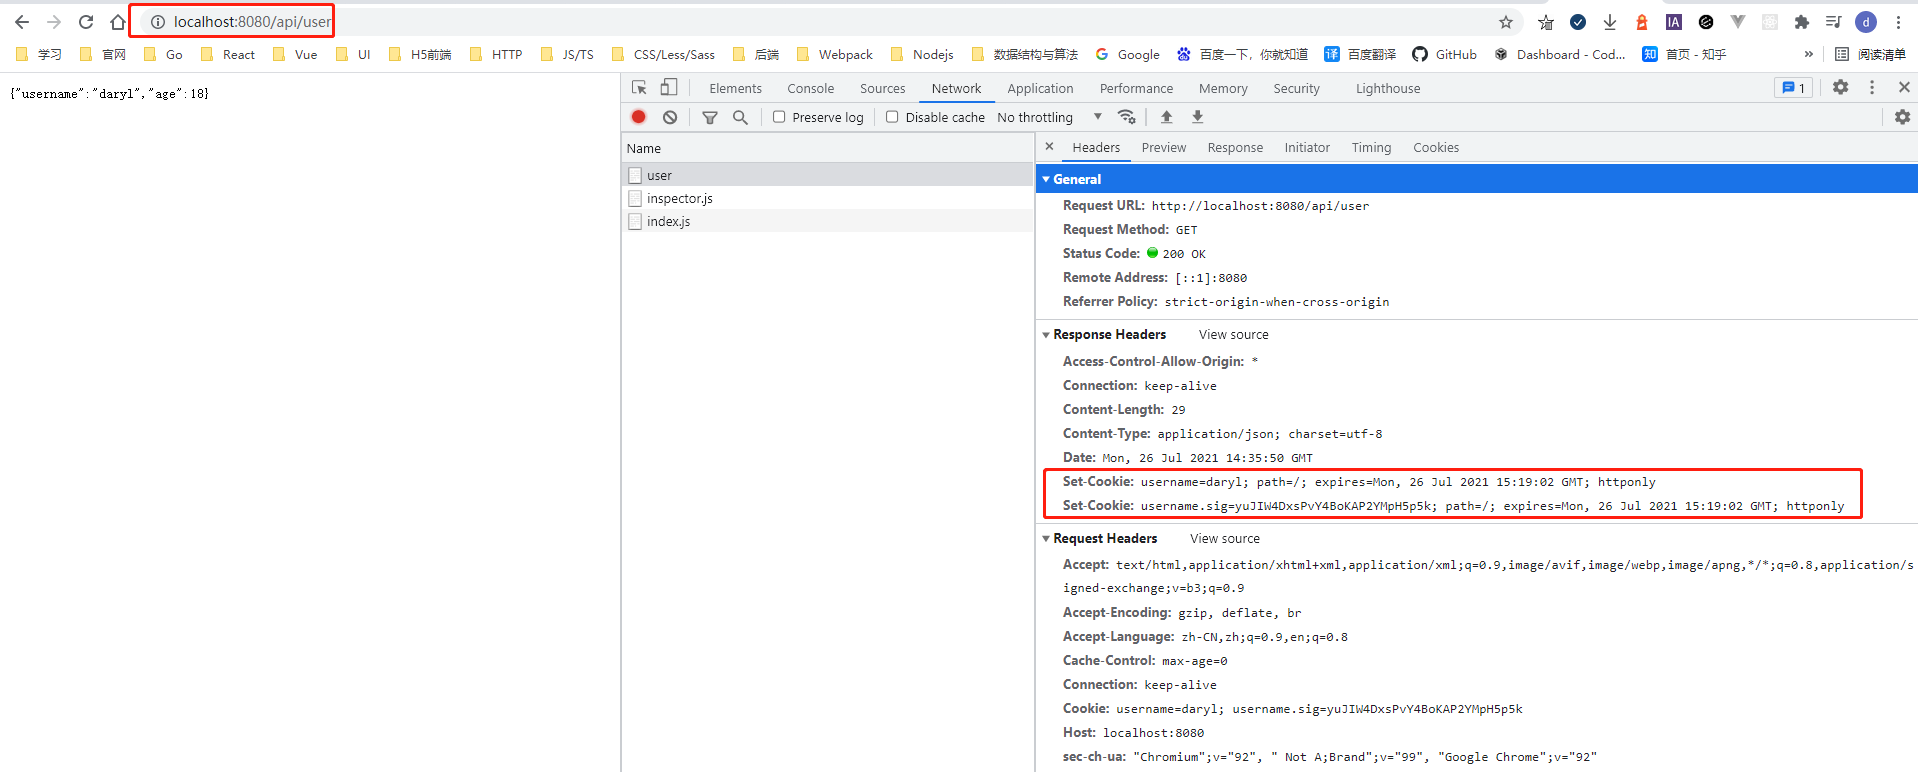 localhost:8080/api/user
IA
d
学习 官网 Go React Vue UI H5前端 HTTP JS/TS CSS/Less/Sass 后端 Webpack Nodejs 数据结构与算法 Google 百度一下，你就知道 译 百度翻译 GitHub Dashboard - Cod... 知 首页 - 知乎 » 阅读清单
{"username":"daryl","age":18}
Elements Console Sources Network Application Performance Memory Security Lighthouse 1
Preserve log Disable cache No throttling
Name
user
inspector.js
index.js
Headers Preview Response Initiator Timing Cookies
General
Request URL: http://localhost:8080/api/user
Request Method: GET
Status Code: 200 OK
Remote Address: [::1]:8080
Referrer Policy: strict-origin-when-cross-origin
Response Headers View source
Access-Control-Allow-Origin: *
Connection: keep-alive
Content-Length: 29
Content-Type: application/json; charset=utf-8
Date: Mon, 26 Jul 2021 14:35:50 GMT
Set-Cookie: username=daryl; path=/; expires=Mon, 26 Jul 2021 15:19:02 GMT; httponly
Set-Cookie: username.sig=yuJIW4DxsPvY4BoKAP2YMpH5p5k; path=/; expires=Mon, 26 Jul 2021 15:19:02 GMT; httponly
Request Headers View source
Accept: text/html,application/xhtml+xml,application/xml;q=0.9,image/avif,image/webp,image/apng,*/*;q=0.8,application/s
igned-exchange;v=b3;q=0.9
Accept-Encoding: gzip, deflate, br
Accept-Language: zh-CN,zh;q=0.9,en;q=0.8
Cache-Control: max-age=0
Connection: keep-alive
Cookie: username=daryl; username.sig=yuJIW4DxsPvY4BoKAP2YMpH5p5k
Host: localhost:8080
sec-ch-ua: "Chromium";v="92", " Not A;Brand";v="99", "Google Chrome";v="92"